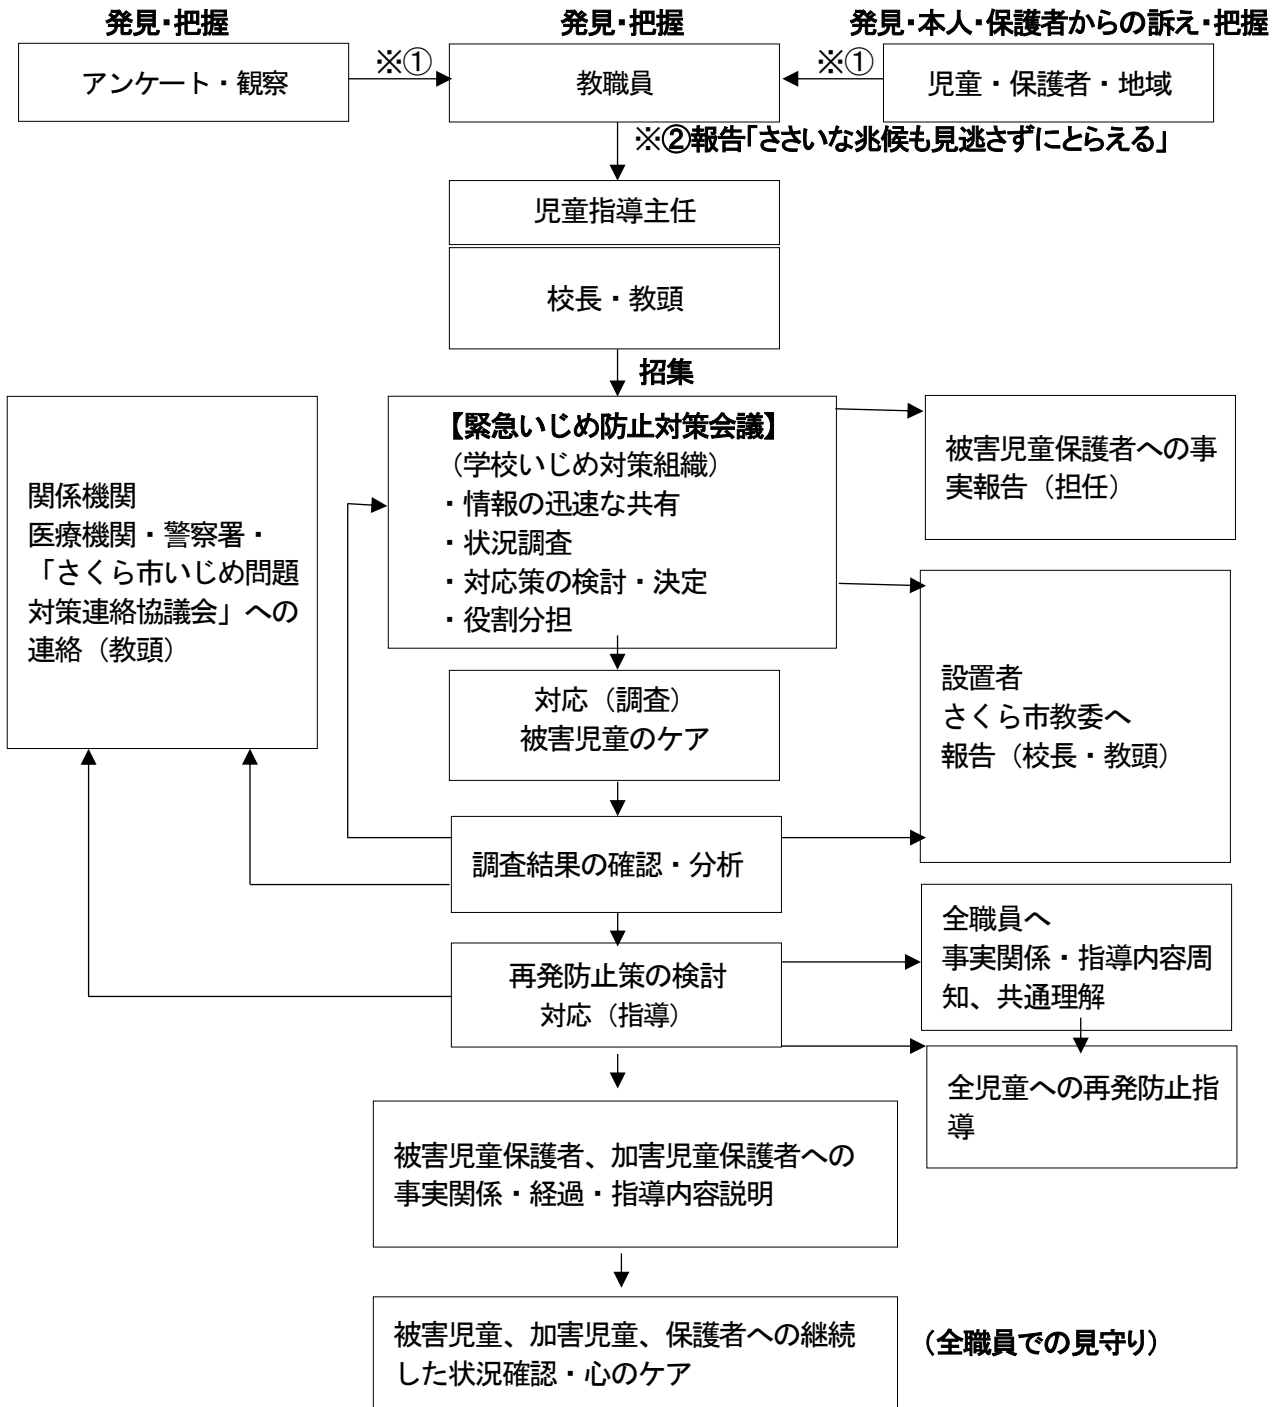 発見・把握
発見・把握
発見・本人・保護者からの訴え・把握
アンケート・観察
※①
教職員
※①
児童・保護者・地域
※②報告「ささいな兆候も見逃さずにとらえる」
児童指導主任
校長・教頭
招集
【緊急いじめ防止対策会議】
（学校いじめ対策組織）
・情報の迅速な共有
・状況調査
・対応策の検討・決定
・役割分担
被害児童保護者への事
実報告（担任）
関係機関
医療機関・警察署・
「さくら市いじめ問題
対策連絡協議会」への
連絡（教頭）
設置者
さくら市教委へ
報告（校長・教頭）
対応（調査）
被害児童のケア
調査結果の確認・分析
全職員へ
事実関係・指導内容周
知、共通理解
再発防止策の検討
対応（指導）
全児童への再発防止指
導
被害児童保護者、加害児童保護者への
事実関係・経過・指導内容説明
被害児童、加害児童、保護者への継続
した状況確認・心のケア
（全職員での見守り）